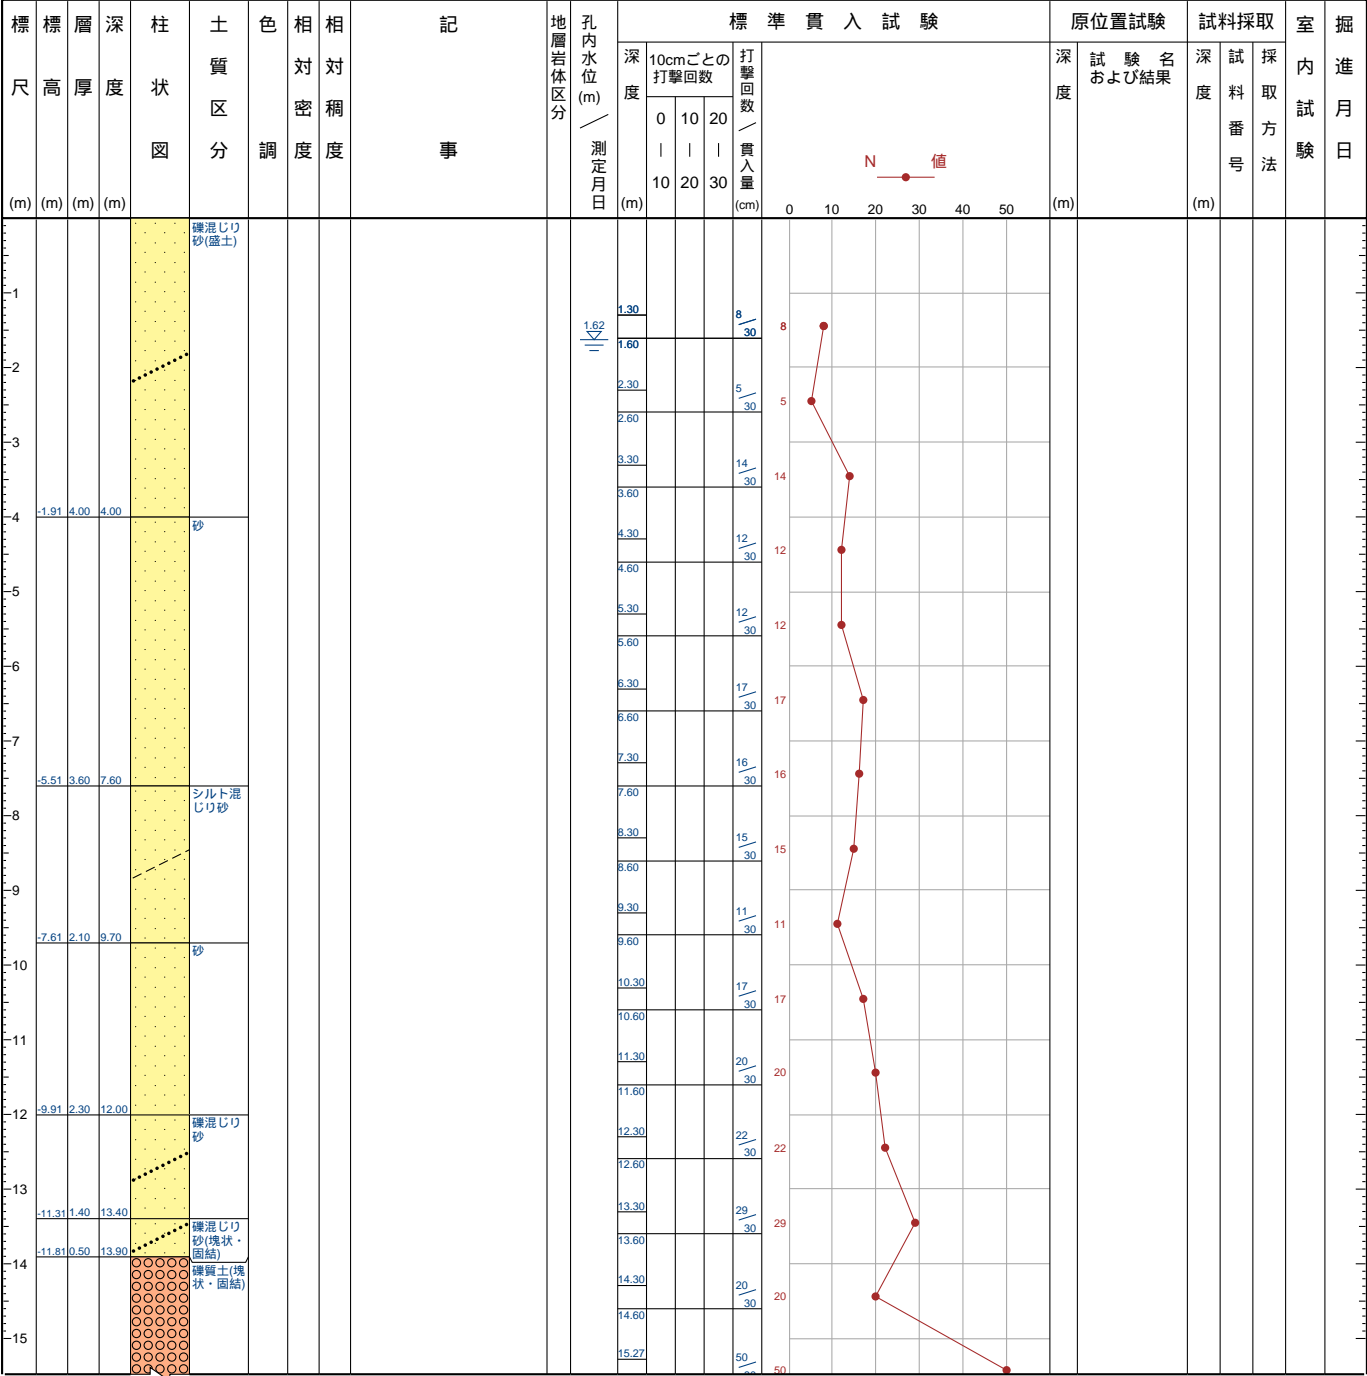 標尺 (m)
標高 (m)
層厚 (m)
深度 (m)
柱状図
土質区分
色調
相対密度
相対稠度
記事
地層岩体区分
孔内水位(m)／測定月日
標準貫入試験
深度 (m)
10cmごとの
打撃回数
0 10 20
| | |
10 20 30
打撃回数／貫入量 (cm)
N 値
0 10 20 30 40 50
原位置試験
深度 (m)
試験名
および結果
試料採取
深度 (m)
試料番号
採取方法
室内試験
掘進月日
礫混じり
砂(盛土)
1
1.30
8
30
8
1.62
1.60
2
2.30
5
30
5
2.60
3
3.30
14
30
14
3.60
-1.91 4.00 4.00
4
砂
4.30
12
30
12
4.60
5
5.30
12
30
12
5.60
6
6.30
17
30
17
6.60
7
7.30
16
30
16
-5.51 3.60 7.60
7.60
シルト混
じり砂
8
8.30
15
30
15
8.60
9
9.30
11
30
11
-7.61 2.10 9.70
9.60
砂
10
10.30
17
30
17
10.60
11
11.30
20
30
20
11.60
-9.91 2.30 12.00
12
礫混じり
砂
12.30
22
30
22
12.60
13
13.30
29
30
29
-11.31 1.40 13.40
礫混じり
砂(塊状・
固結)
13.60
-11.81 0.50 13.90
14
礫質土(塊
状・固結)
14.30
20
30
20
14.60
15
15.27
50
50